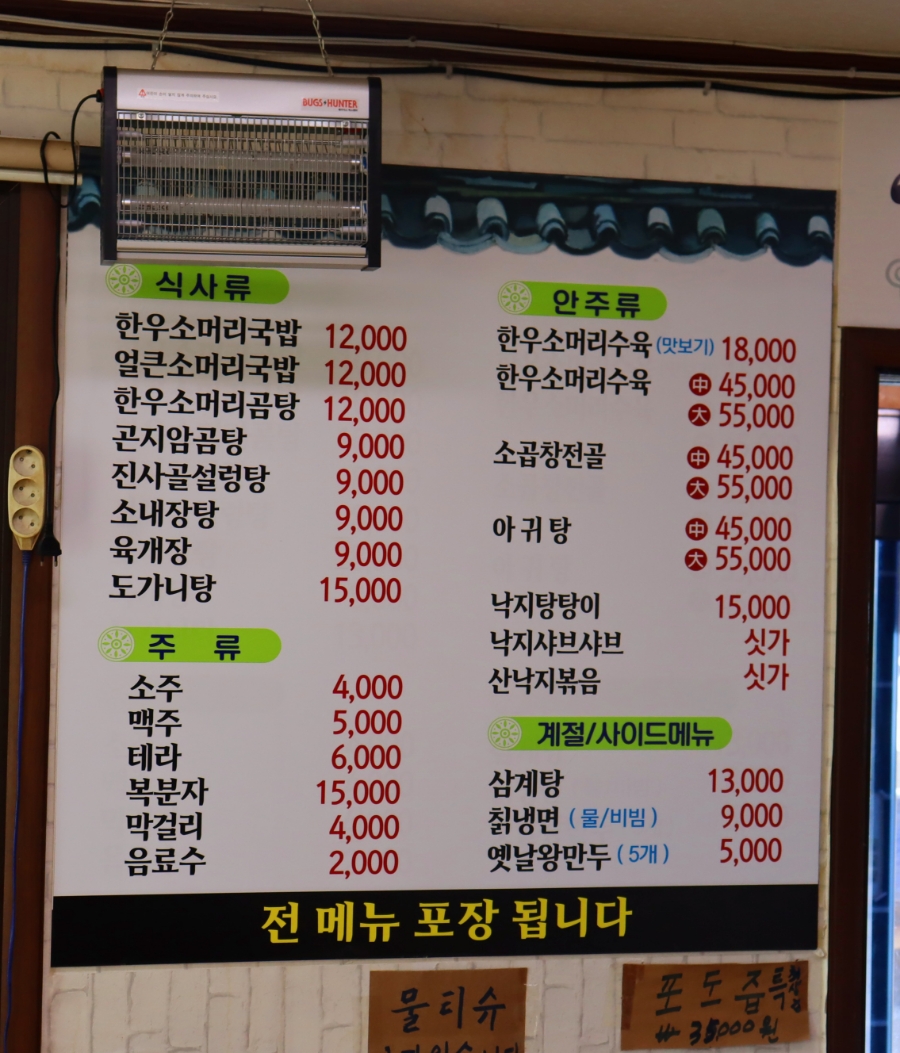 BUGS HUNTER
식사류
한우소머리국밥 12,000
얼큰소머리국밥 12,000
한우소머리곰탕 12,000
곤지암곰탕 9,000
진사골설렁탕 9,000
소내장탕 9,000
육개장 9,000
도가니탕 15,000
주 류
소주 4,000
맥주 5,000
테라 6,000
복분자 15,000
막걸리 4,000
음료수 2,000
안주류
한우소머리수육 (맛보기) 18,000
한우소머리수육 中 45,000
大 55,000
소곱창전골 中 45,000
大 55,000
아귀탕 中 45,000
大 55,000
낙지탕탕이 15,000
낙지샤브샤브 싯가
산낙지볶음 싯가
계절/사이드메뉴
삼계탕 13,000
칡냉면 (물/비빔) 9,000
옛날왕만두 (5개) 5,000
전 메뉴 포장 됩니다
물티슈
포도즙
₩ 35000원